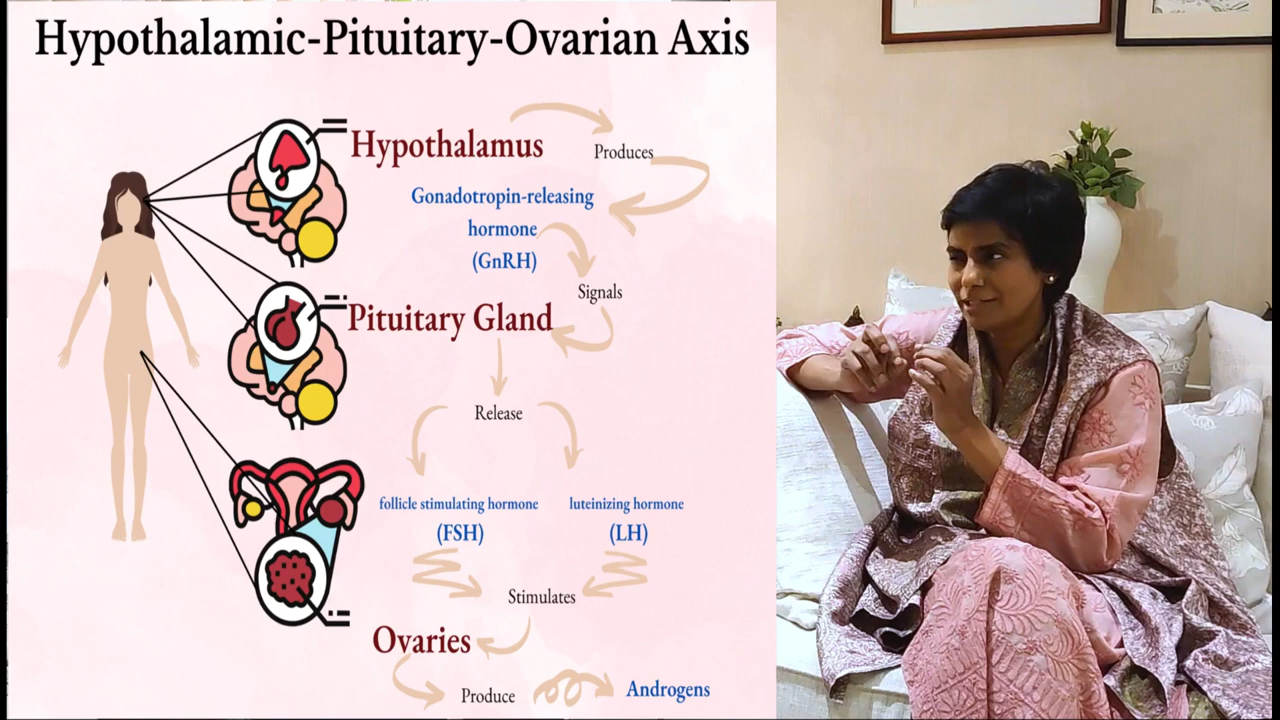 Hypothalamic-Pituitary-Ovarian Axis
Hypothalamus
Produces
Gonadotropin-releasing
hormone
(GnRH)
Signals
Pituitary Gland
Release
follicle stimulating hormone
(FSH)
luteinizing hormone
(LH)
Stimulates
Ovaries
Produce
Androgens